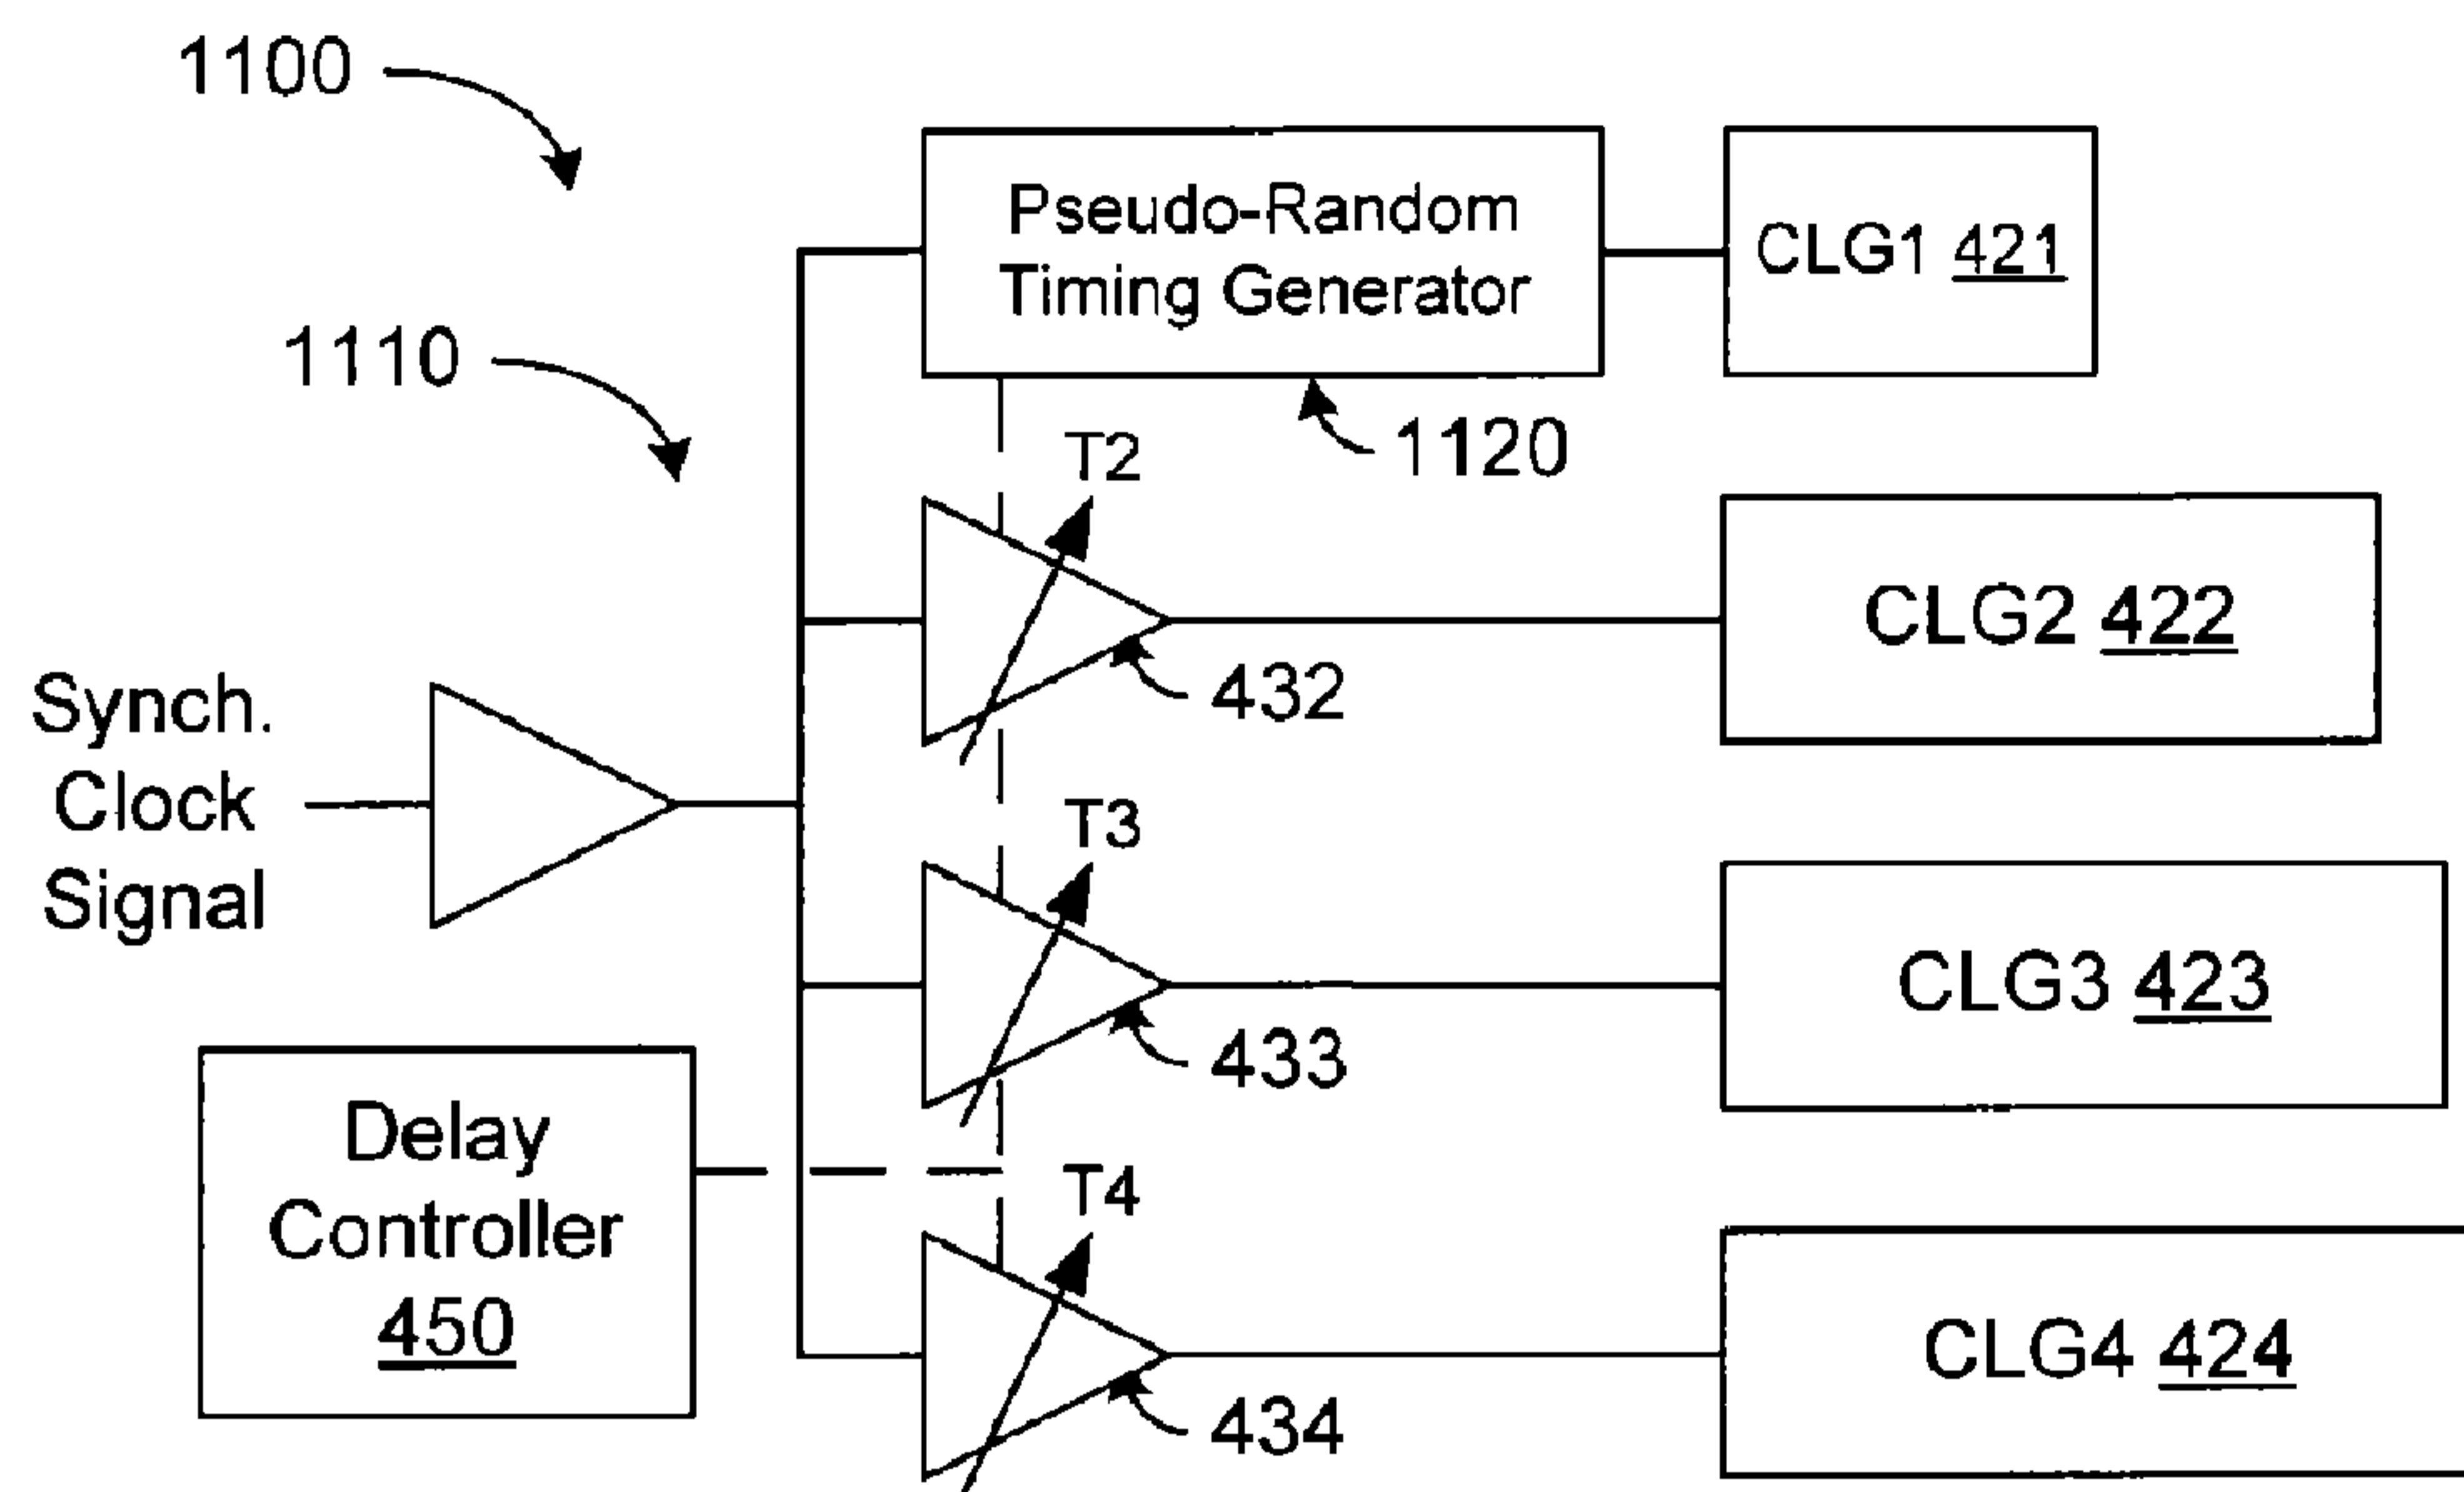 1100
Pseudo-Random
Timing Generator
CLG1 421
1110
1120
T2
CLG2 422
432
Synch.
Clock
Signal
T3
CLG3 423
433
Delay
Controller
450
T4
CLG4 424
434